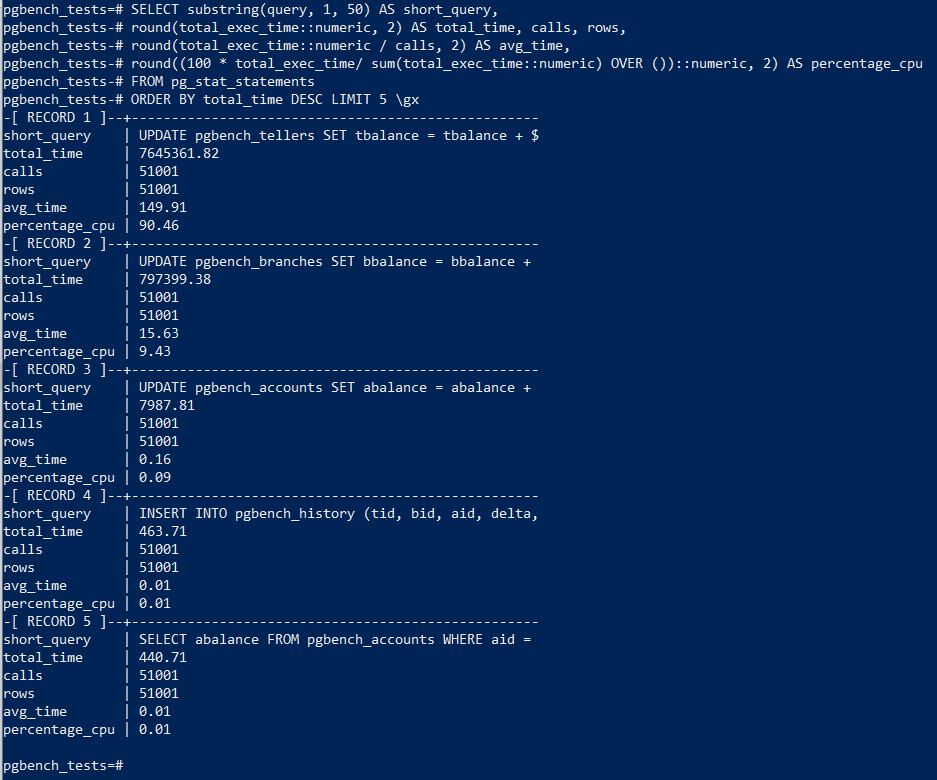 pgbench_tests=# SELECT substring(query, 1, 50) AS short_query,
pgbench_tests-# round(total_exec_time::numeric, 2) AS total_time, calls, rows,
pgbench_tests-# round(total_exec_time::numeric / calls, 2) AS avg_time,
pgbench_tests-# round((100 * total_exec_time/ sum(total_exec_time::numeric) OVER ())::numeric, 2) AS percentage_cpu
pgbench_tests-# FROM pg_stat_statements
pgbench_tests-# ORDER BY total_time DESC LIMIT 5 \gx
-[ RECORD 1 ]--+---------------------------------------------------
short_query    | UPDATE pgbench_tellers SET tbalance = tbalance + $
total_time     | 7645361.82
calls          | 51001
rows           | 51001
avg_time       | 149.91
percentage_cpu | 90.46
-[ RECORD 2 ]--+---------------------------------------------------
short_query    | UPDATE pgbench_branches SET bbalance = bbalance +
total_time     | 797399.38
calls          | 51001
rows           | 51001
avg_time       | 15.63
percentage_cpu | 9.43
-[ RECORD 3 ]--+---------------------------------------------------
short_query    | UPDATE pgbench_accounts SET abalance = abalance +
total_time     | 7987.81
calls          | 51001
rows           | 51001
avg_time       | 0.16
percentage_cpu | 0.09
-[ RECORD 4 ]--+---------------------------------------------------
short_query    | INSERT INTO pgbench_history (tid, bid, aid, delta,
total_time     | 463.71
calls          | 51001
rows           | 51001
avg_time       | 0.01
percentage_cpu | 0.01
-[ RECORD 5 ]--+---------------------------------------------------
short_query    | SELECT abalance FROM pgbench_accounts WHERE aid =
total_time     | 440.71
calls          | 51001
rows           | 51001
avg_time       | 0.01
percentage_cpu | 0.01
pgbench_tests=#